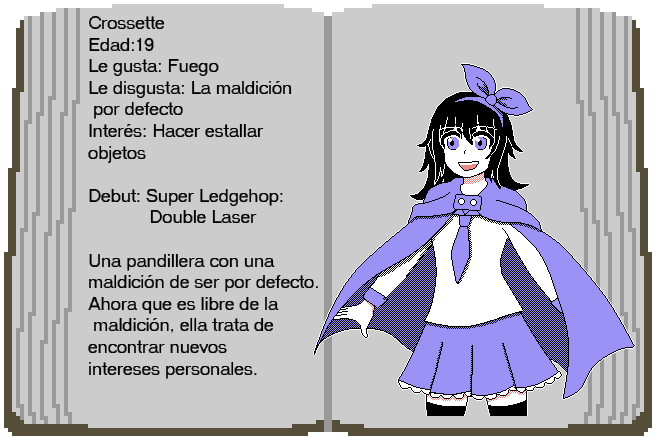 Crossette
Edad:19
Le gusta: Fuego
Le disgusta: La maldición
por defecto
Interés: Hacer estallar
objetos
Debut: Super Ledgehop:
Double Laser
Una pandillera con una
maldición de ser por defecto.
Ahora que es libre de la
maldición, ella trata de
encontrar nuevos
intereses personales.